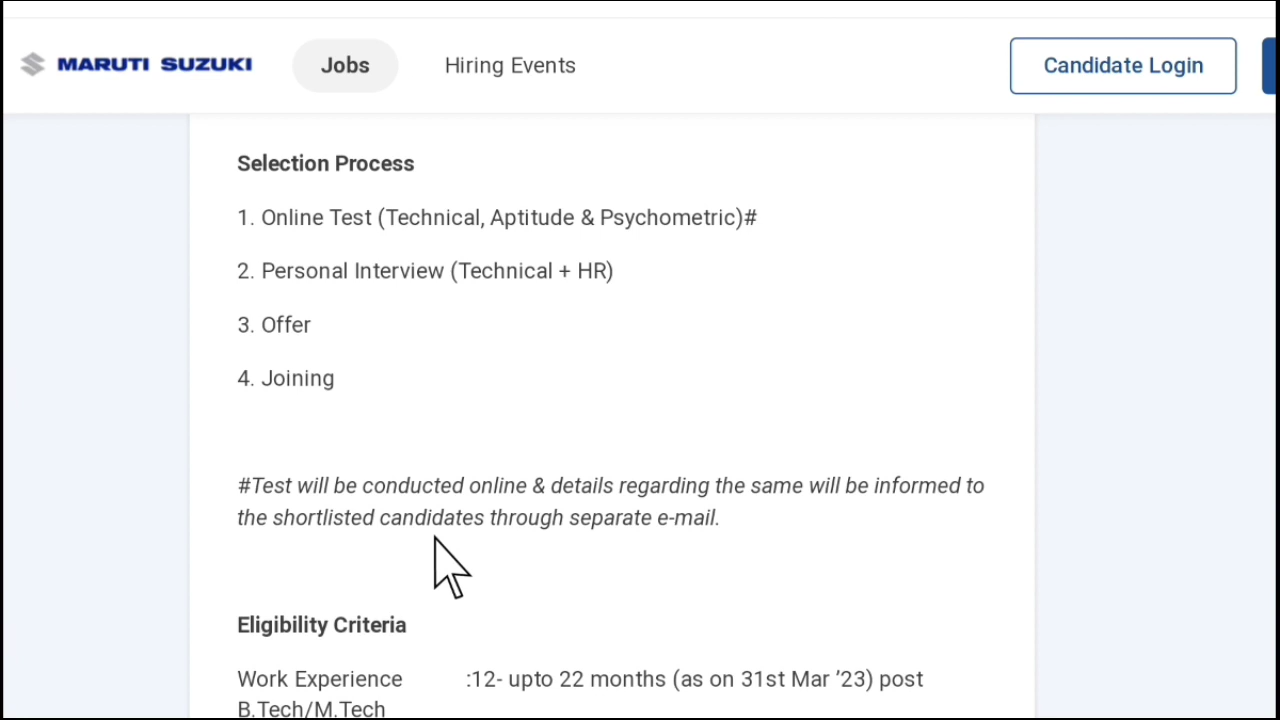 MARUTI SUZUKI Jobs Hiring Events Candidate Login
Selection Process
1. Online Test (Technical, Aptitude & Psychometric)#
2. Personal Interview (Technical + HR)
3. Offer
4. Joining
#Test will be conducted online & details regarding the same will be informed to
the shortlisted candidates through separate e-mail.
Eligibility Criteria
Work Experience :12- upto 22 months (as on 31st Mar ’23) post
B.Tech/M.Tech